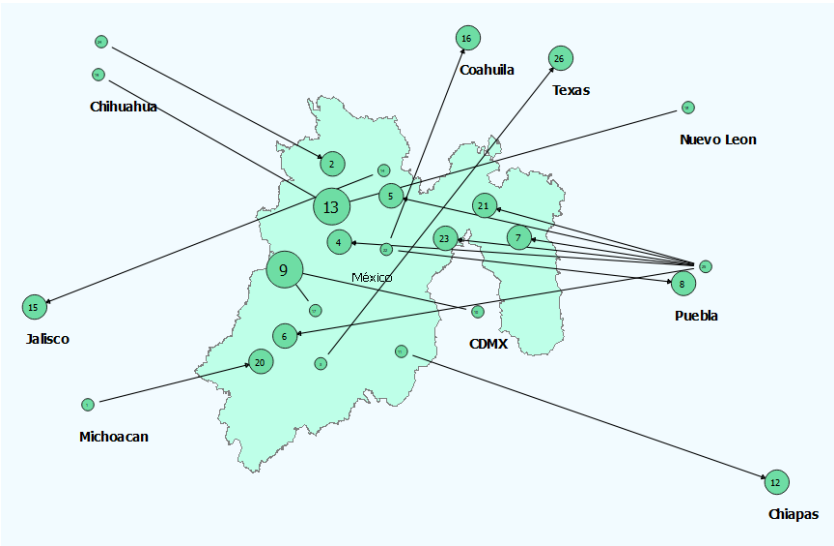 16
Coahuila
26
Texas
Chihuahua
Nuevo Leon
2
5
13
21
4
23
7
9
México
8
Puebla
15
Jalisco
6
CDMX
20
Michoacan
12
Chiapas